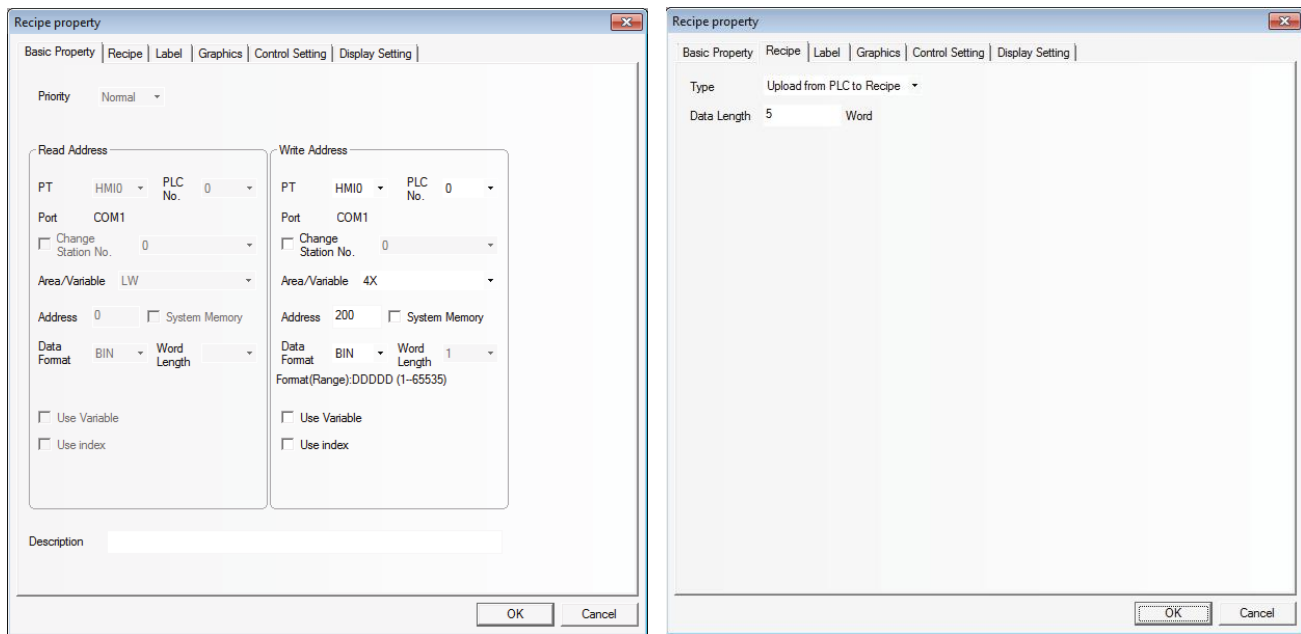 Recipe property
Basic Property Recipe Label Graphics Control Setting Display Setting
Priority Normal
Read Address
PT HMI0 PLC No. 0
Port COM1
Change Station No. 0
Area/Variable LW
Address 0 System Memory
Data Format BIN Word Length
Use Variable
Use index
Write Address
PT HMI0 PLC No. 0
Port COM1
Change Station No. 0
Area/Variable 4X
Address 200 System Memory
Data Format BIN Word Length 1
Format(Range):DDDDD (1--65535)
Use Variable
Use index
Description
OK Cancel
Recipe property
Basic Property Recipe Label Graphics Control Setting Display Setting
Type Upload from PLC to Recipe
Data Length 5 Word
OK Cancel